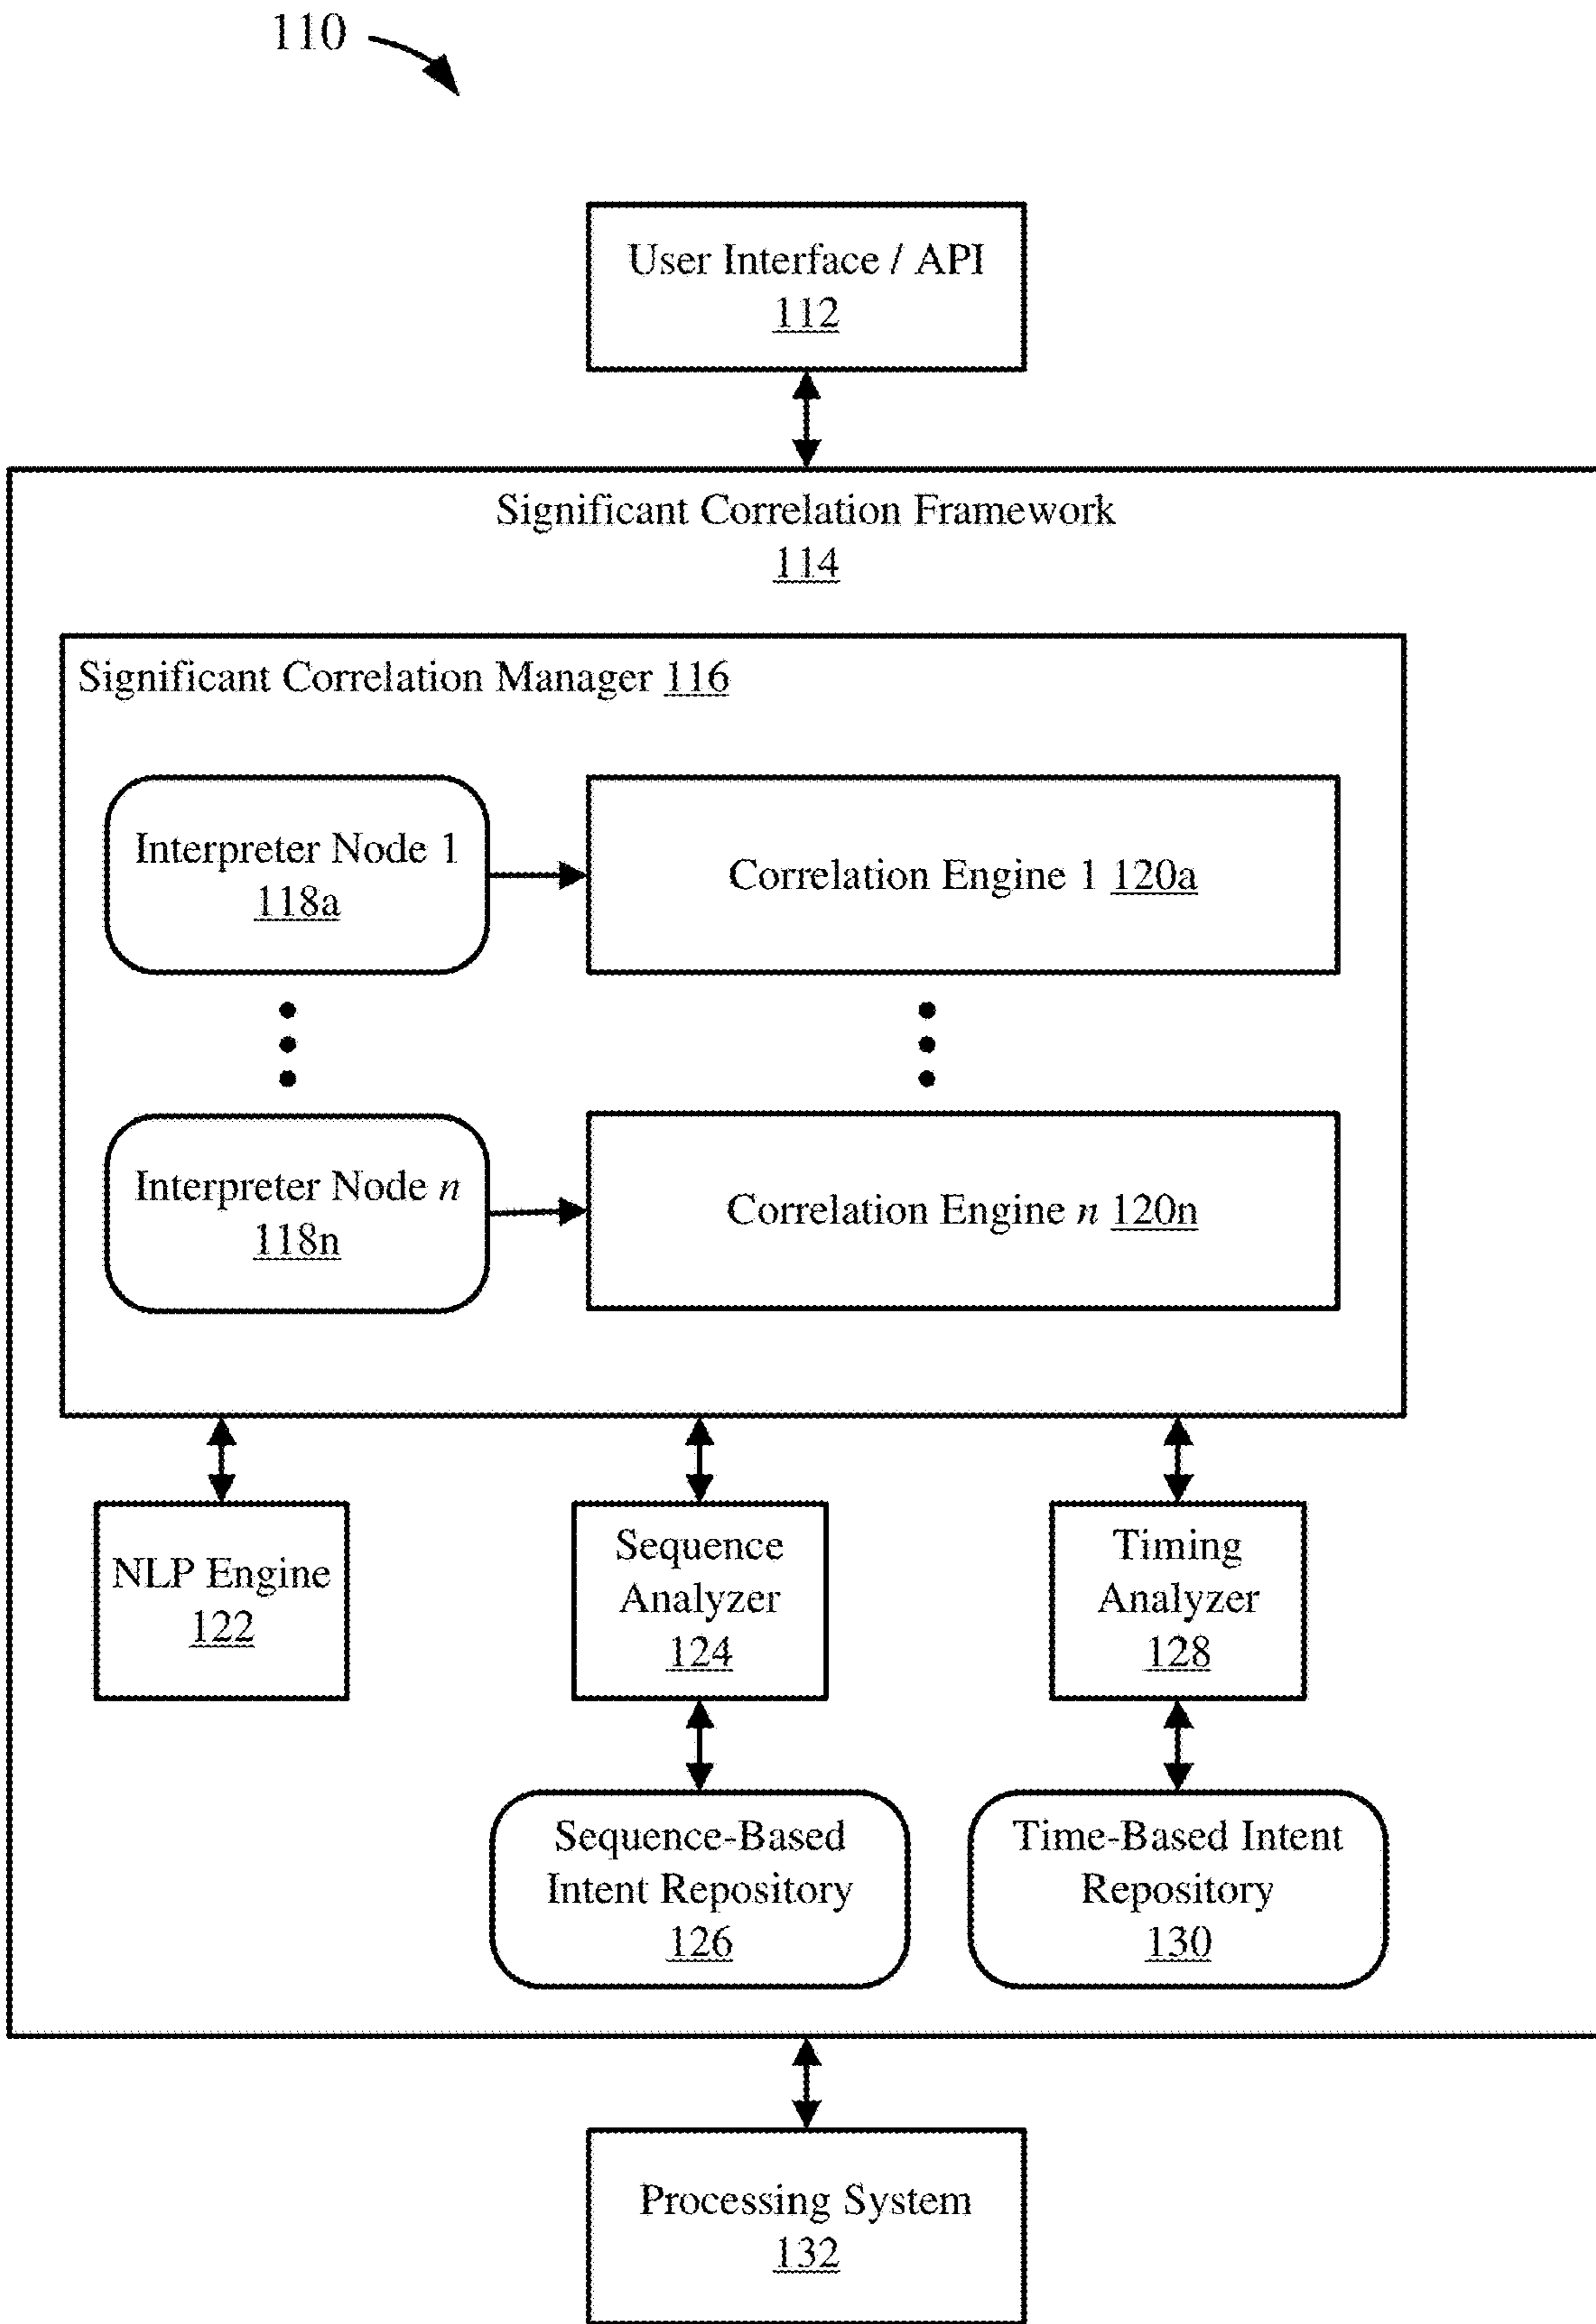 110
User Interface / API
112
Significant Correlation Framework
114
Significant Correlation Manager 116
Interpreter Node 1
118a
Correlation Engine 1 120a
Interpreter Node n
118n
Correlation Engine n 120n
NLP Engine
122
Sequence
Analyzer
124
Timing
Analyzer
128
Sequence-Based
Intent Repository
126
Time-Based Intent
Repository
130
Processing System
132